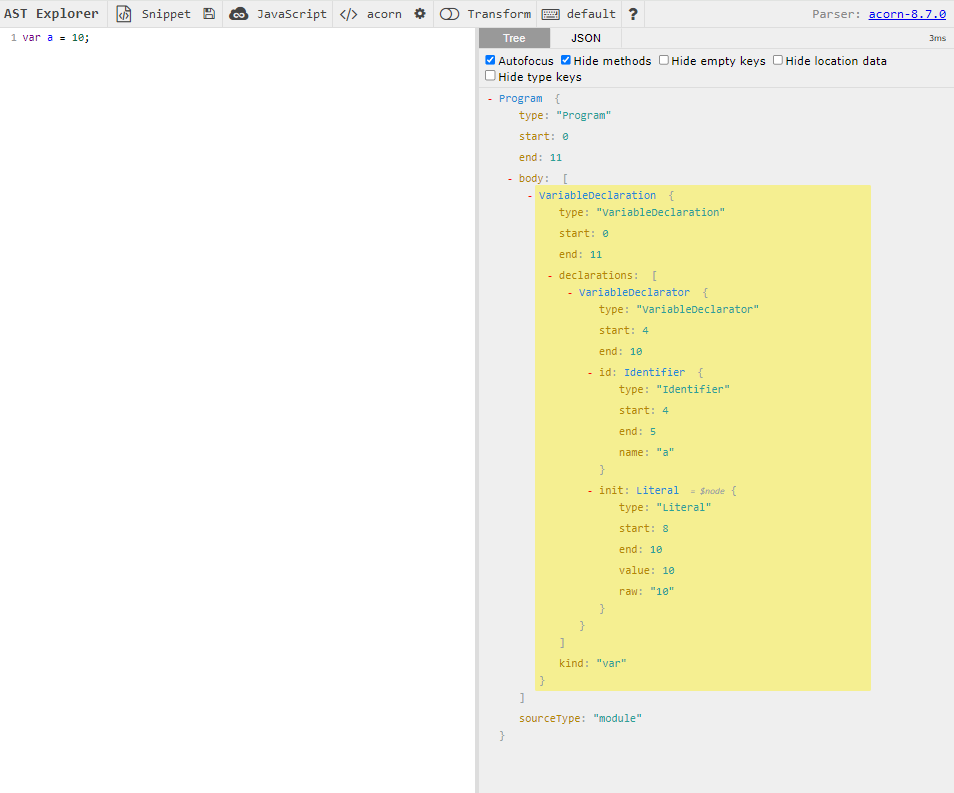 AST Explorer Snippet JavaScript </> acorn Transform default ? Parser: acorn-8.7.0
1 var a = 10;
Tree JSON 3ms
Autofocus Hide methods Hide empty keys Hide location data
Hide type keys
- Program {
type: "Program"
start: 0
end: 11
- body: [
- VariableDeclaration {
type: "VariableDeclaration"
start: 0
end: 11
- declarations: [
- VariableDeclarator {
type: "VariableDeclarator"
start: 4
end: 10
- id: Identifier {
type: "Identifier"
start: 4
end: 5
name: "a"
}
- init: Literal = $node {
type: "Literal"
start: 8
end: 10
value: 10
raw: "10"
}
}
]
kind: "var"
}
]
sourceType: "module"
}